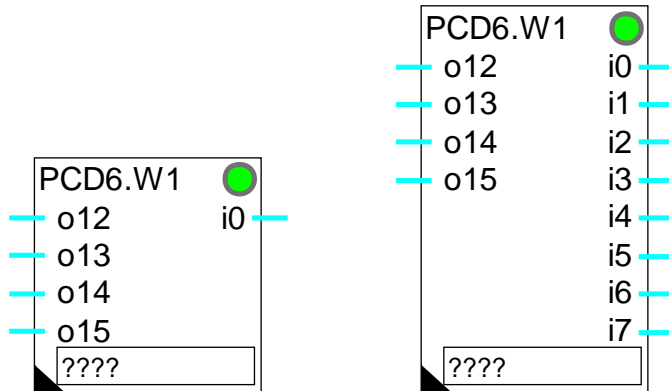 PCD6.W1
o12 i0
o13
o14
o15
????
PCD6.W1
o12 i0
o13 i1
o14 i2
o15 i3
i4
i5
i6
i7
????